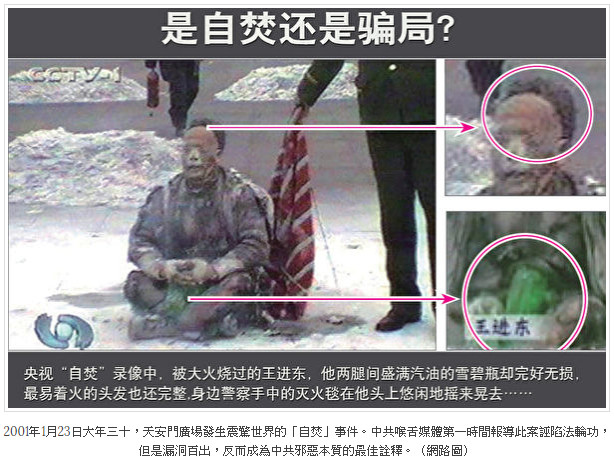 是自焚还是骗局？
CCTV-1
王进东
央视“自焚”录像中，被大火烧过的王进东，他两腿间盛满汽油的雪碧瓶却完好无损，
最易着火的头发也还完整,身边警察手中的灭火毯在他头上悠闲地摇来晃去……
2001年1月23日大年三十，天安門廣場發生震驚世界的「自焚」事件。中共喉舌媒體第一時間報導此案誣陷法輪功，
但是漏洞百出，反而成為中共邪惡本質的最佳詮釋。（網路圖）